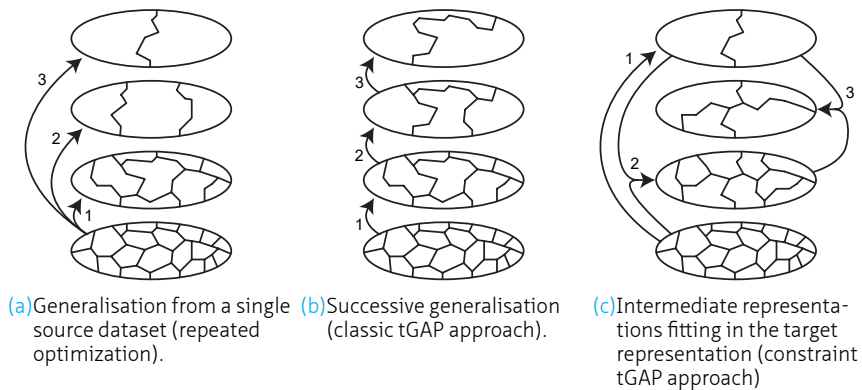 3
2
1
3
2
1
1
2
3
(a) Generalisation from a single
source dataset (repeated
optimization).
(b) Successive generalisation
(classic tGAP approach).
(c) Intermediate representa-
tions fitting in the target
representation (constraint
tGAP approach)